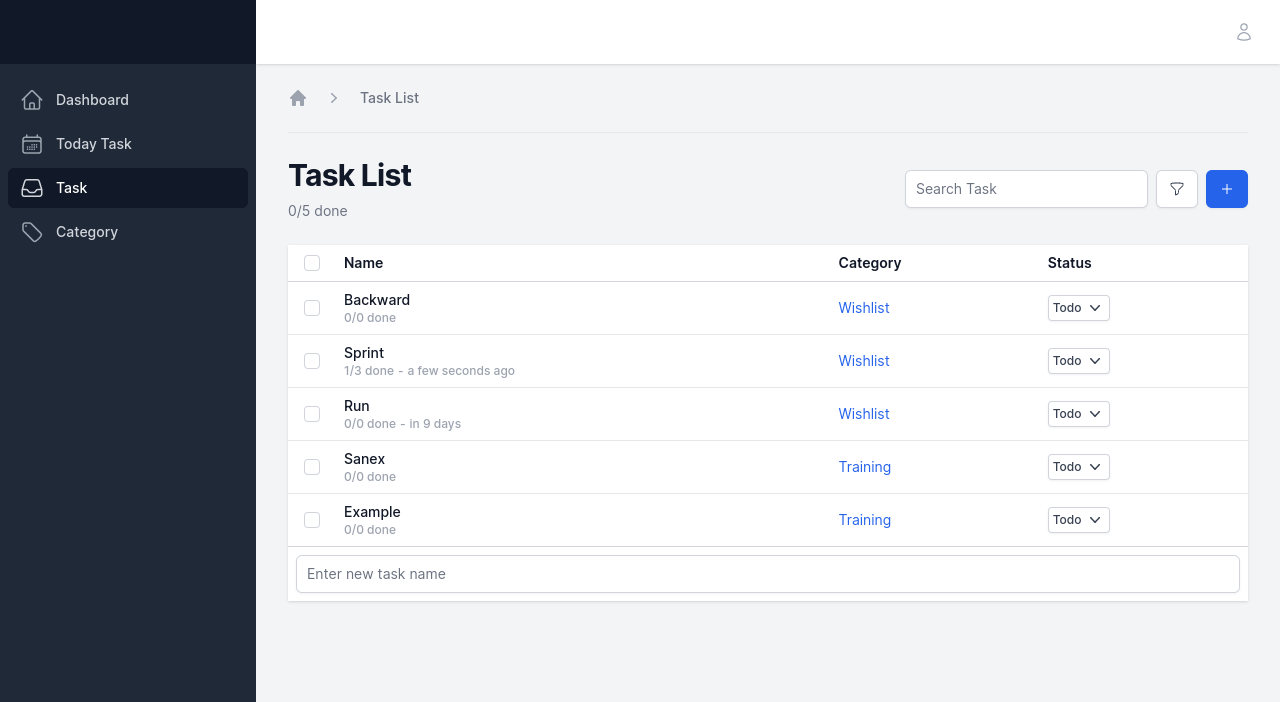 Dashboard
Today Task
Task
Category
Task List
Task List
0/5 done
Search Task
Name Category Status
Backward
0/0 done
Wishlist
Todo
Sprint
1/3 done - a few seconds ago
Wishlist
Todo
Run
0/0 done - in 9 days
Wishlist
Todo
Sanex
0/0 done
Training
Todo
Example
0/0 done
Training
Todo
Enter new task name